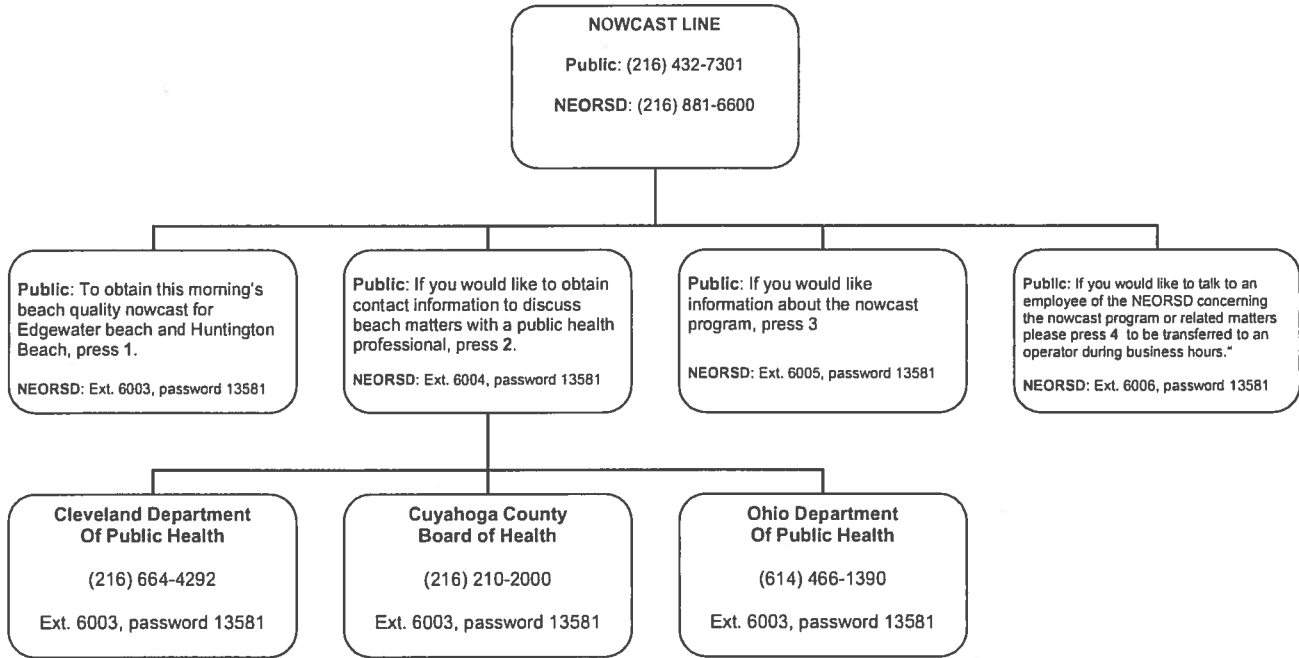 NOWCAST LINE
Public: (216) 432-7301
NEORSD: (216) 881-6600
Public: To obtain this morning's
beach quality nowcast for
Edgewater beach and Huntington
Beach, press 1.
NEORSD: Ext. 6003, password 13581
Public: If you would like to obtain
contact information to discuss
beach matters with a public health
professional, press 2.
NEORSD: Ext. 6004, password 13581
Public: If you would like
information about the nowcast
program, press 3
NEORSD: Ext. 6005, password 13581
Public: If you would like to talk to an
employee of the NEORSD concerning
the nowcast program or related matters
please press 4 to be transferred to an
operator during business hours."
NEORSD: Ext. 6006, password 13581
Cleveland Department
Of Public Health
(216) 664-4292
Ext. 6003, password 13581
Cuyahoga County
Board of Health
(216) 210-2000
Ext. 6003, password 13581
Ohio Department
Of Public Health
(614) 466-1390
Ext. 6003, password 13581